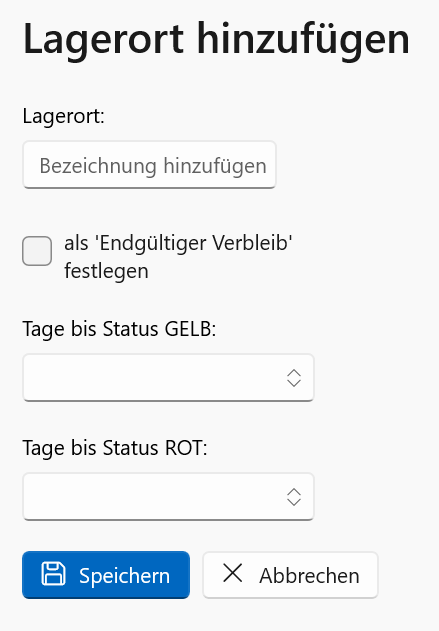 Lagerort hinzufügen
Lagerort:
Bezeichnung hinzufügen
als 'Endgültiger Verbleib'
festlegen
Tage bis Status GELB:
Tage bis Status ROT:
Speichern
Abbrechen